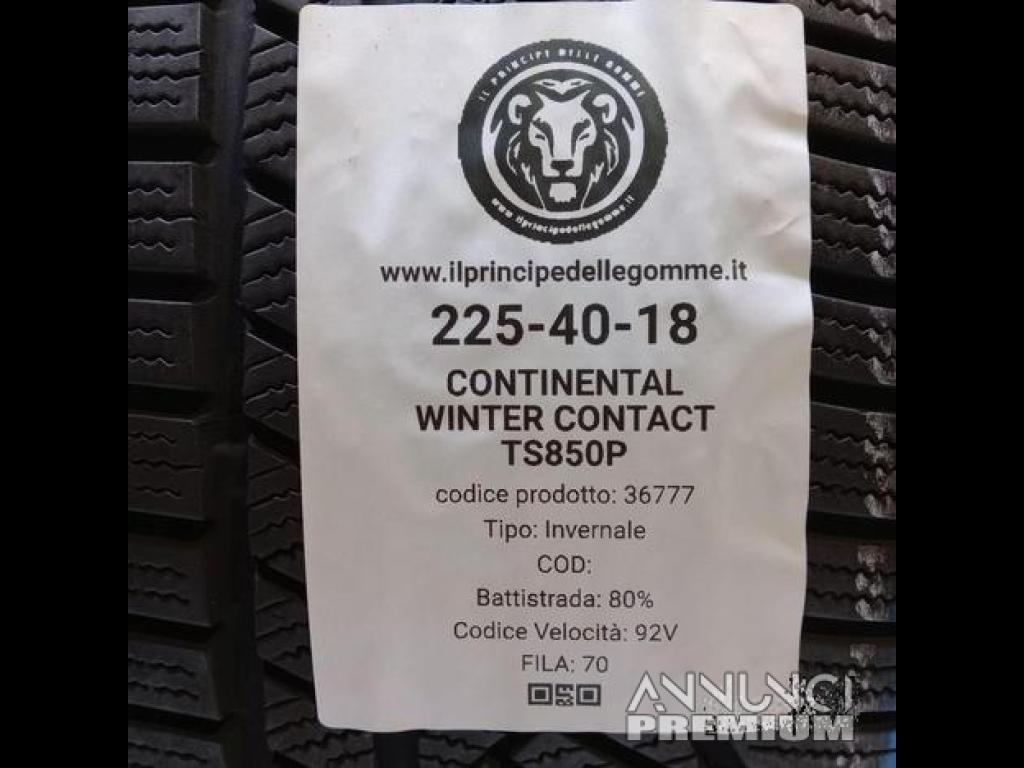 IL PRINCIPE DELLE GOMME
www.ilprincipedellegomme.it
www.ilprincipedellegomme.it
225-40-18
CONTINENTAL
WINTER CONTACT
TS850P
codice prodotto: 36777
Tipo: Invernale
COD:
Battistrada: 80%
Codice Velocità: 92V
FILA: 70
ANNUNCI
PREMIUM